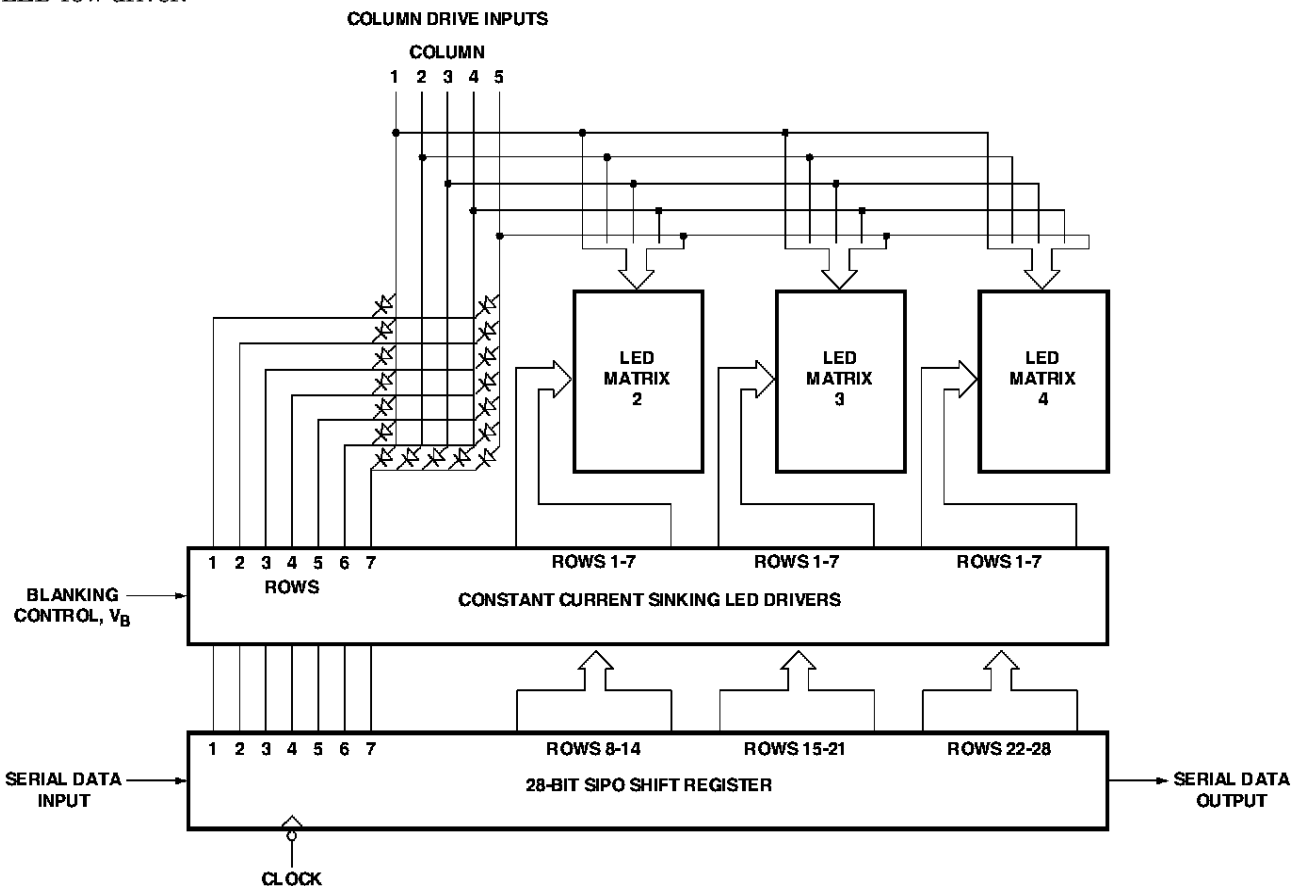 COLUMN DRIVE INPUTS
COLUMN
1 2 3 4 5
LED
MATRIX
2
LED
MATRIX
3
LED
MATRIX
4
1 2 3 4 5 6 7
ROWS
ROWS 1-7
ROWS 1-7
ROWS 1-7
BLANKING
CONTROL, VB
CONSTANT CURRENT SINKING LED DRIVERS
1 2 3 4 5 6 7
ROWS 8-14
ROWS 15-21
ROWS 22-28
SERIAL DATA
INPUT
28-BIT SIPO SHIFT REGISTER
SERIAL DATA
OUTPUT
CLOCK